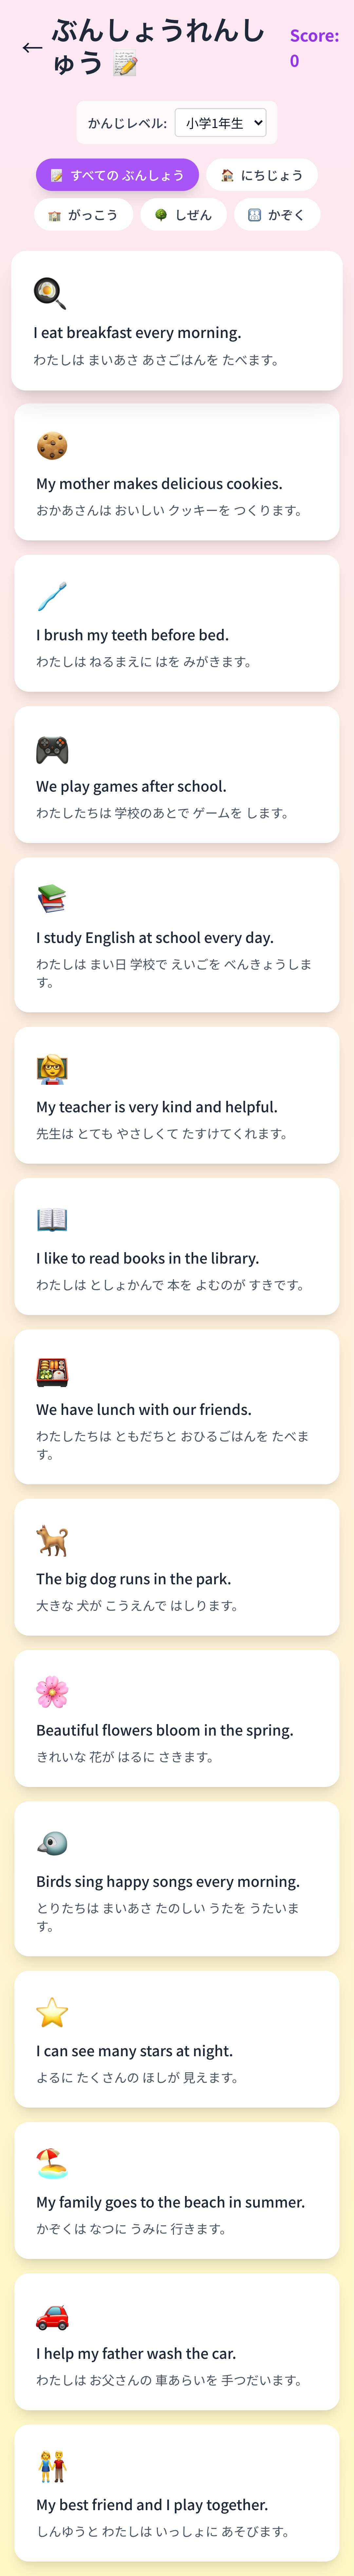 ← ぶんしょうれんし
ゅう 📝
Score:
0
かんじレベル: 小学1年生
📝 すべての ぶんしょう
🏠 にちじょう
🏫 がっこう
🌳 しぜん
👨‍👩‍👧‍👦 かぞく
I eat breakfast every morning.
わたしは まいあさ あさごはんを たべます。
My mother makes delicious cookies.
おかあさんは おいしい クッキーを つくります。
I brush my teeth before bed.
わたしは ねるまえに はを みがきます。
We play games after school.
わたしたちは 学校のあとで ゲームを します。
I study English at school every day.
わたしは まい日 学校で えいごを べんきょうしま
す。
My teacher is very kind and helpful.
先生は とても やさしくて たすけてくれます。
I like to read books in the library.
わたしは としょかんで 本を よむのが すきです。
We have lunch with our friends.
わたしたちは ともだちと おひるごはんを たべま
す。
The big dog runs in the park.
大きな 犬が こうえんで はしります。
Beautiful flowers bloom in the spring.
きれいな 花が はるに さきます。
Birds sing happy songs every morning.
とりたちは まいあさ たのしい うたを うたいま
す。
I can see many stars at night.
よるに たくさんの ほしが 見えます。
My family goes to the beach in summer.
かぞくは なつに うみに 行きます。
I help my father wash the car.
わたしは お父さんの 車あらいを 手つだいます。
My best friend and I play together.
しんゆうと わたしは いっしょに あそびます。